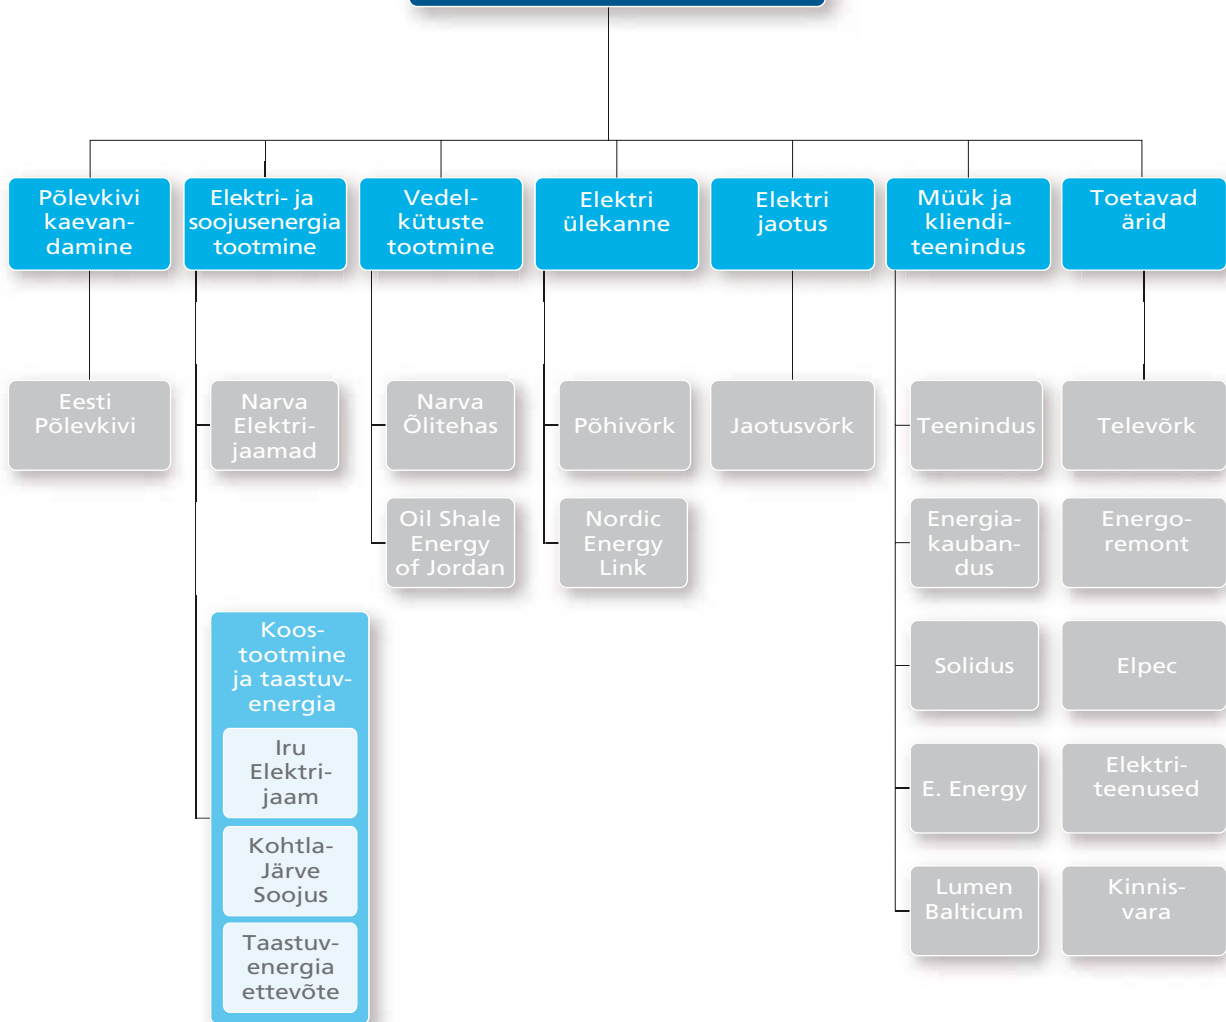 Põlevkivi
kaevan-
damine
Elektri- ja
soojusenergia
tootmine
Vedel-
kütuste
tootmine
Elektri
ülekanne
Elektri
jaotus
Müük ja
kliendi-
teenindus
Toetavad
ärid
Eesti
Põlevkivi
Narva
Elektri-
jaamad
Narva
Õlitehas
Põhivõrk
Jaotusvõrk
Teenindus
Televõrk
Oil Shale
Energy
of Jordan
Nordic
Energy
Link
Energia-
kauban-
dus
Energo-
remont
Koos-
tootmine
ja taastuv-
energia
Iru
Elektri-
jaam
Kohtla-
Järve
Soojus
Taastuv-
energia
ettevõte
Solidus
Elpec
E. Energy
Elektri-
teenused
Lumen
Balticum
Kinnis-
vara